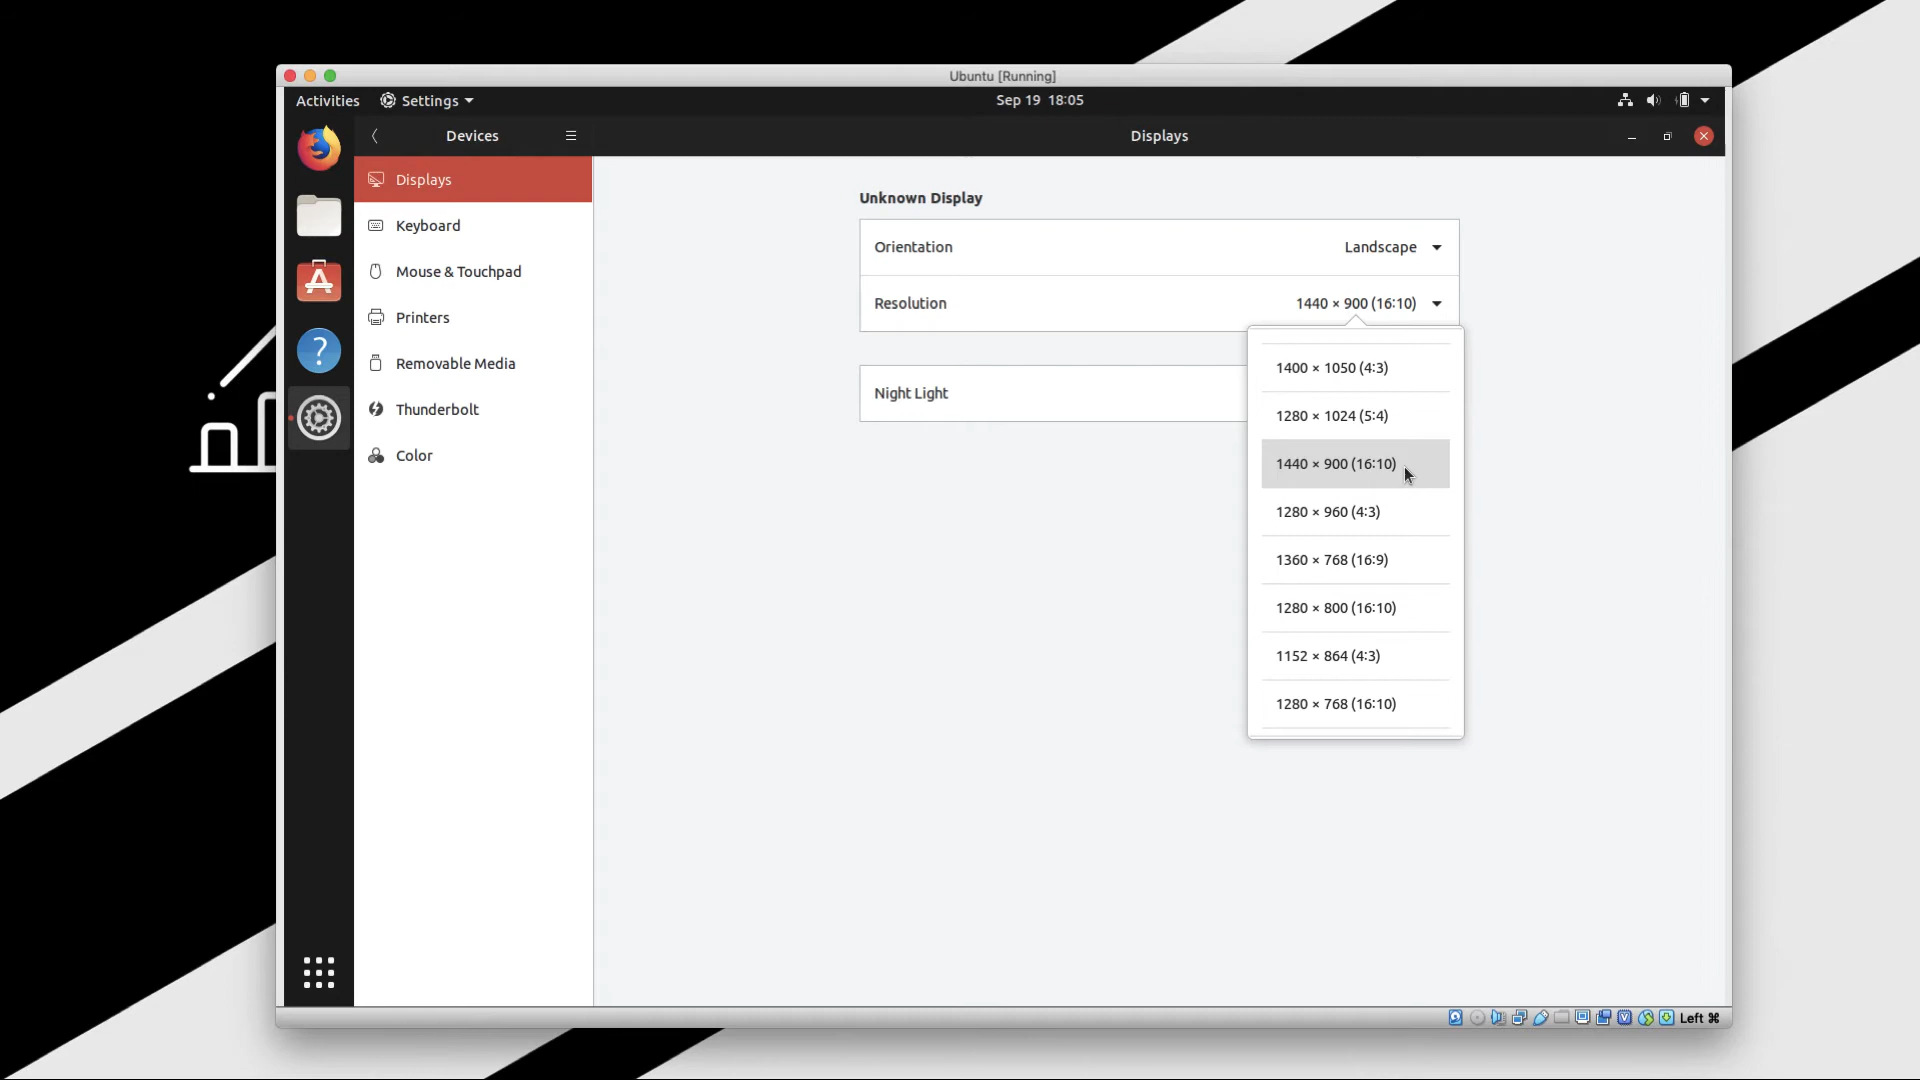 Ubuntu [Running]
Activities Settings Sep 19 18:05
Devices Displays
Displays
Keyboard
Mouse & Touchpad
Printers
Removable Media
Thunderbolt
Color
Unknown Display
Orientation Landscape
Resolution 1440 × 900 (16:10)
Night Light
1400 × 1050 (4:3)
1280 × 1024 (5:4)
1440 × 900 (16:10)
1280 × 960 (4:3)
1360 × 768 (16:9)
1280 × 800 (16:10)
1152 × 864 (4:3)
1280 × 768 (16:10)
Left ⌘